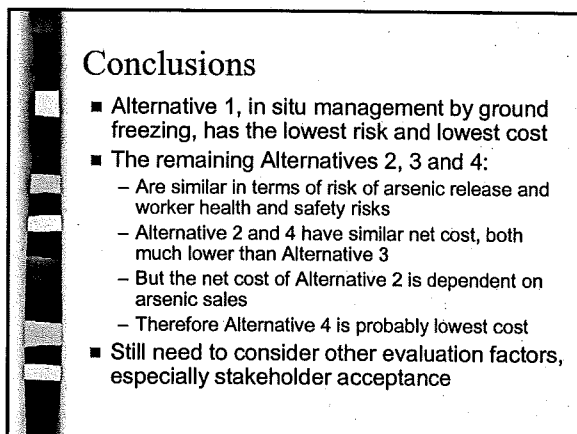 Conclusions
■ Alternative 1, in situ management by ground
freezing, has the lowest risk and lowest cost
■ The remaining Alternatives 2, 3 and 4:
– Are similar in terms of risk of arsenic release and
worker health and safety risks
– Alternative 2 and 4 have similar net cost, both
much lower than Alternative 3
– But the net cost of Alternative 2 is dependent on
arsenic sales
– Therefore Alternative 4 is probably lowest cost
■ Still need to consider other evaluation factors,
especially stakeholder acceptance